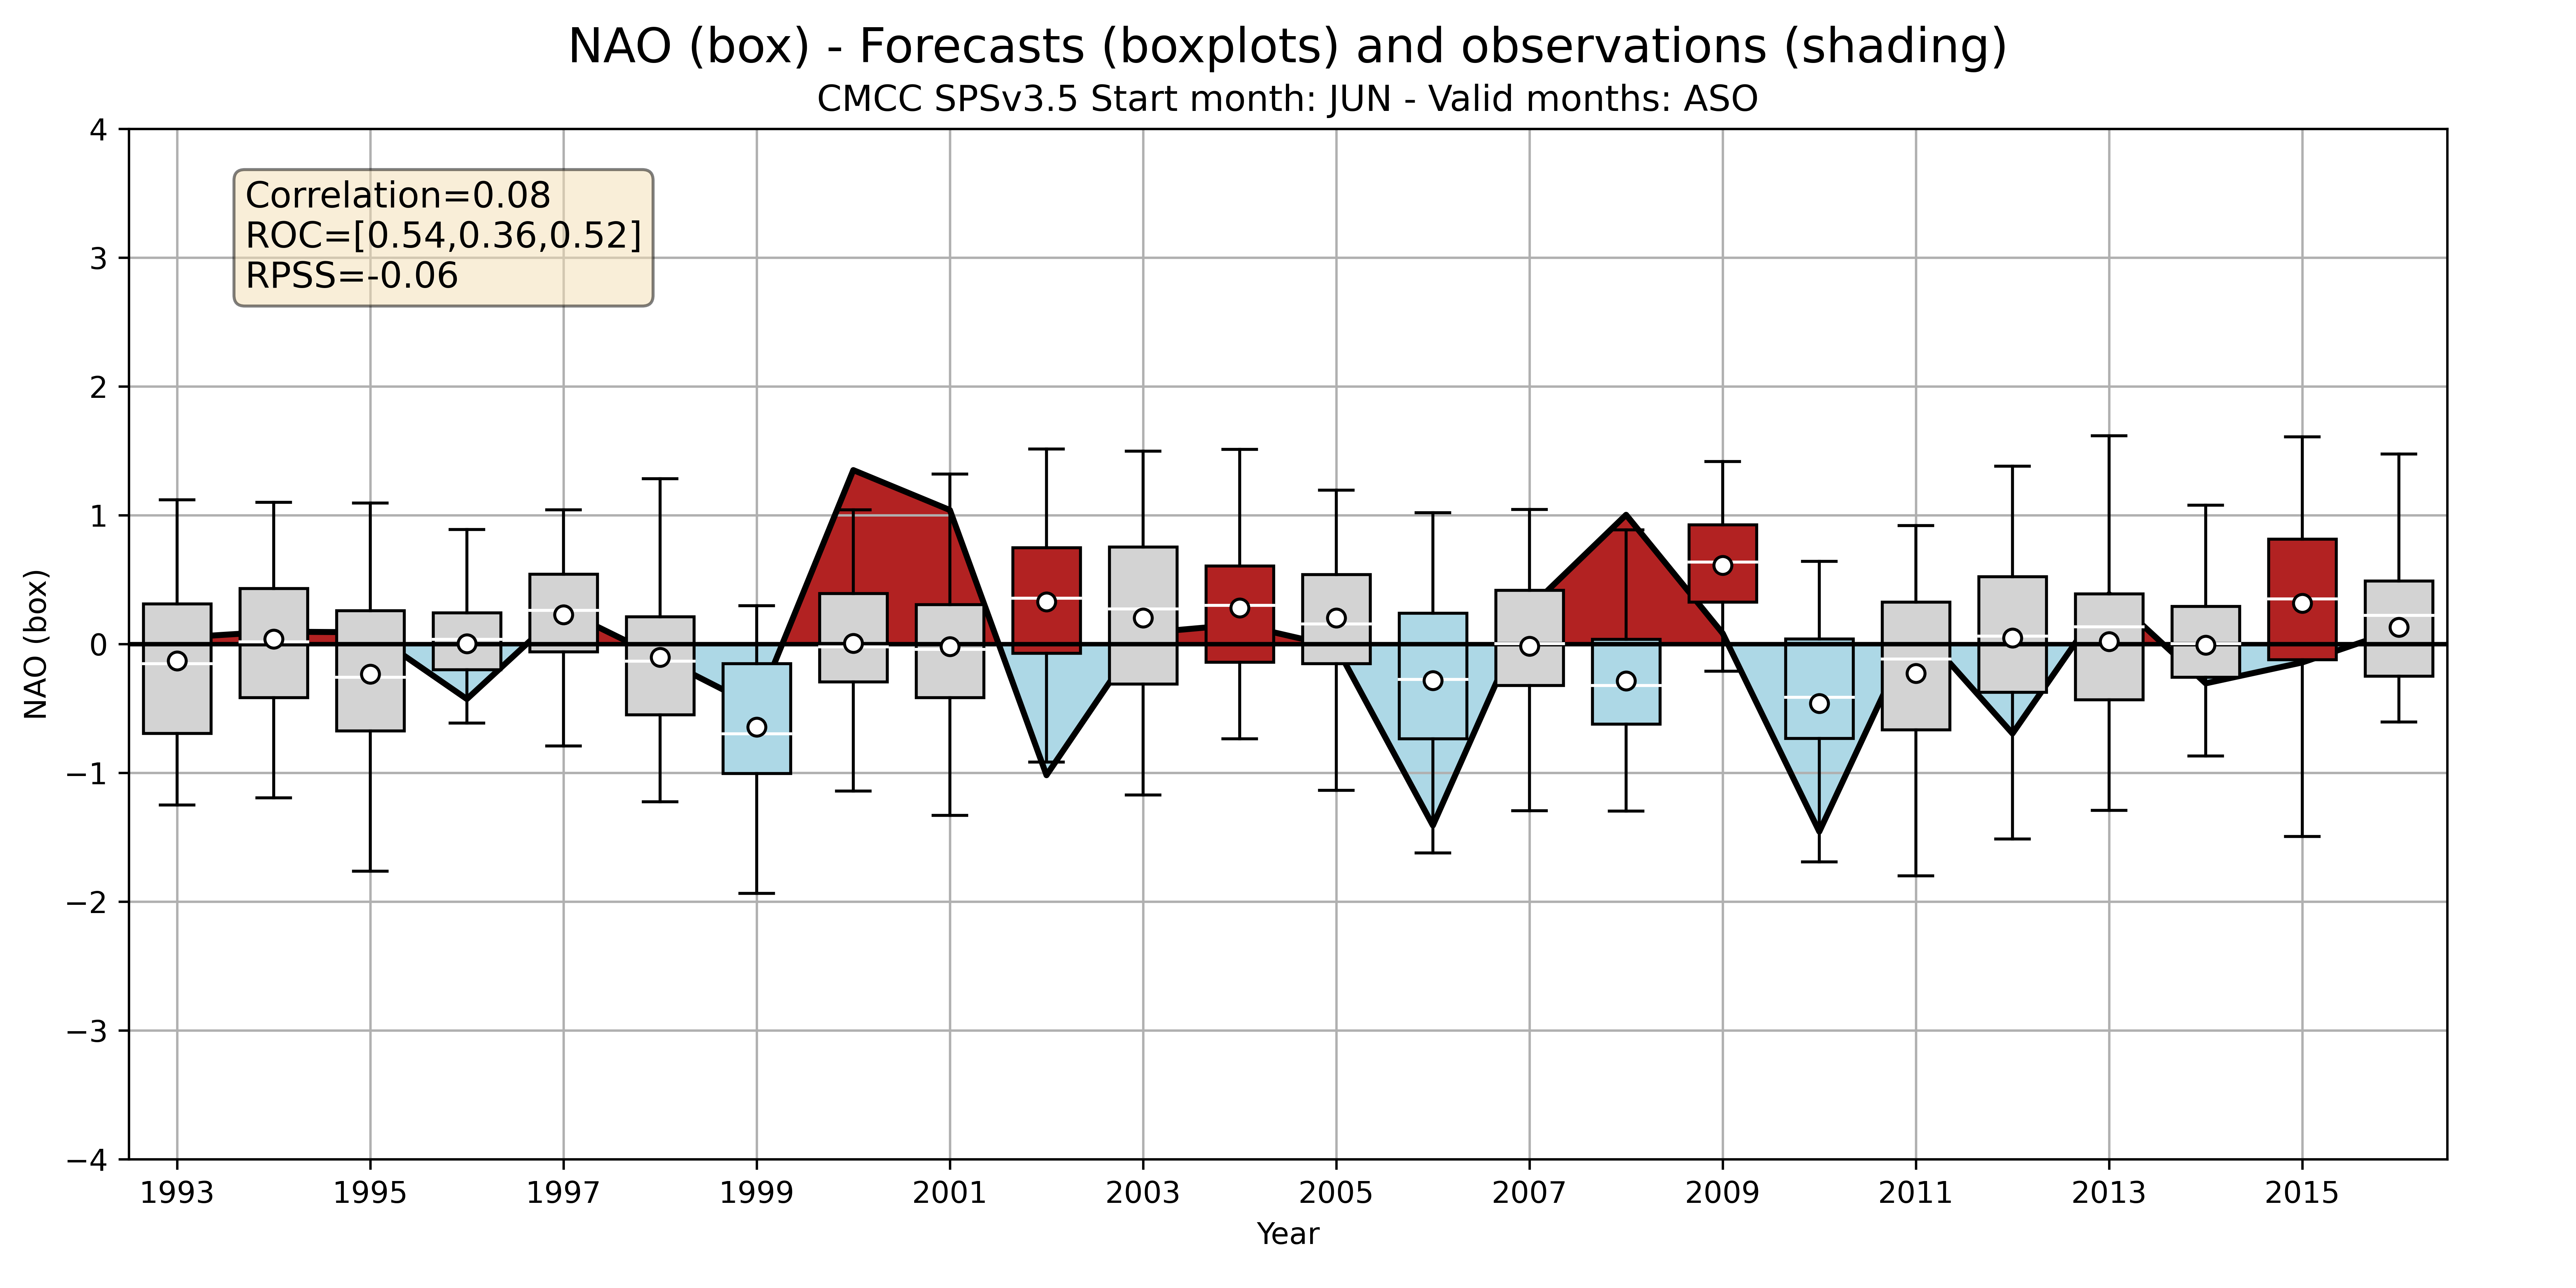 NAO (box) - Forecasts (boxplots) and observations (shading)
CMCC SPSv3.5 Start month: JUN - Valid months: ASO
Correlation=0.08
ROC=[0.54,0.36,0.52]
RPSS=-0.06
4
3
2
1
0
−1
−2
−3
−4
NAO (box)
1993 1995 1997 1999 2001 2003 2005 2007 2009 2011 2013 2015
Year